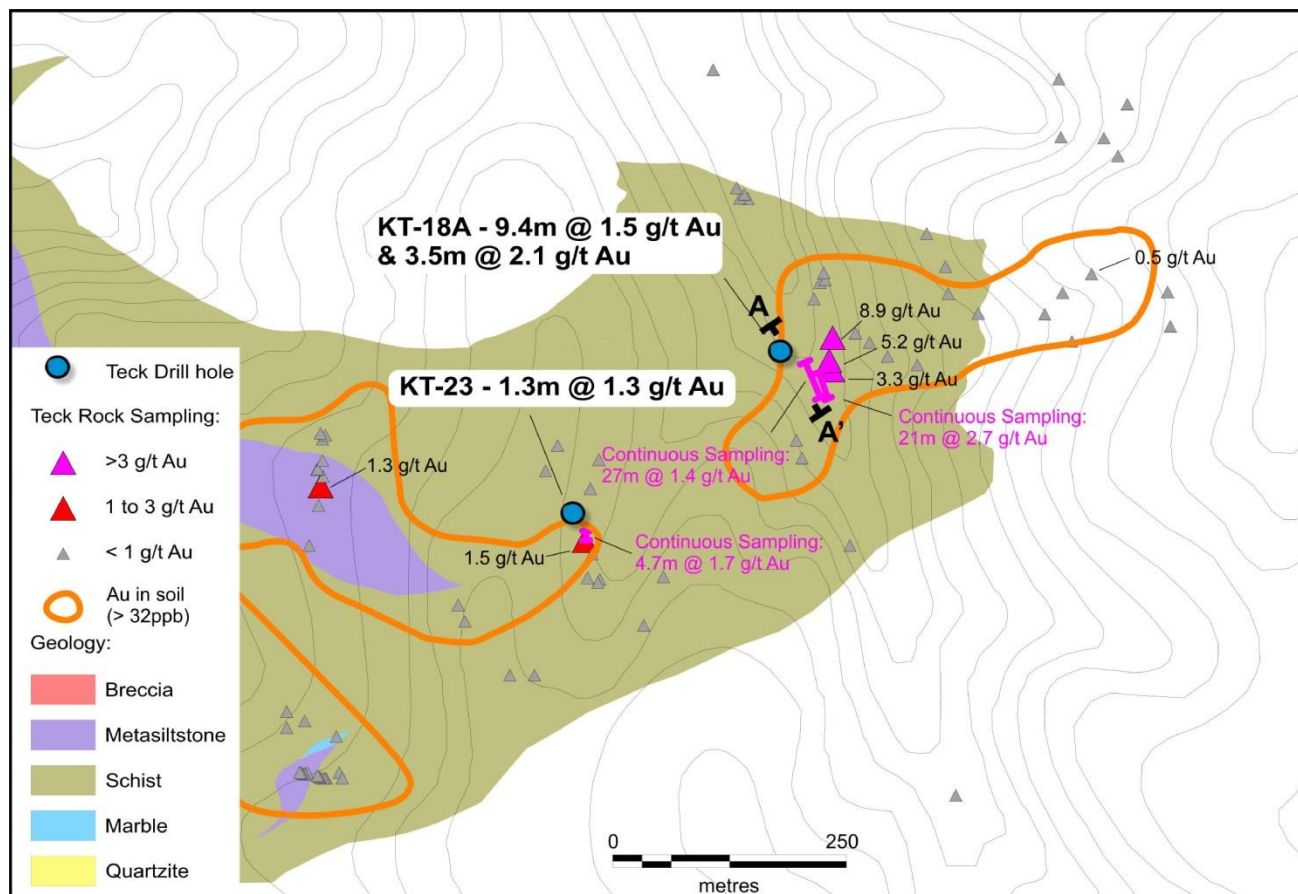 KT-18A - 9.4m @ 1.5 g/t Au
& 3.5m @ 2.1 g/t Au
0.5 g/t Au
A
8.9 g/t Au
5.2 g/t Au
3.3 g/t Au
A'
Continuous Sampling:
21m @ 2.7 g/t Au
KT-23 - 1.3m @ 1.3 g/t Au
Continuous Sampling:
27m @ 1.4 g/t Au
1.3 g/t Au
1.5 g/t Au
Continuous Sampling:
4.7m @ 1.7 g/t Au
Teck Drill hole
Teck Rock Sampling:
>3 g/t Au
1 to 3 g/t Au
< 1 g/t Au
Au in soil
(> 32ppb)
Geology:
Breccia
Metasiltstone
Schist
Marble
Quartzite
0 250
metres